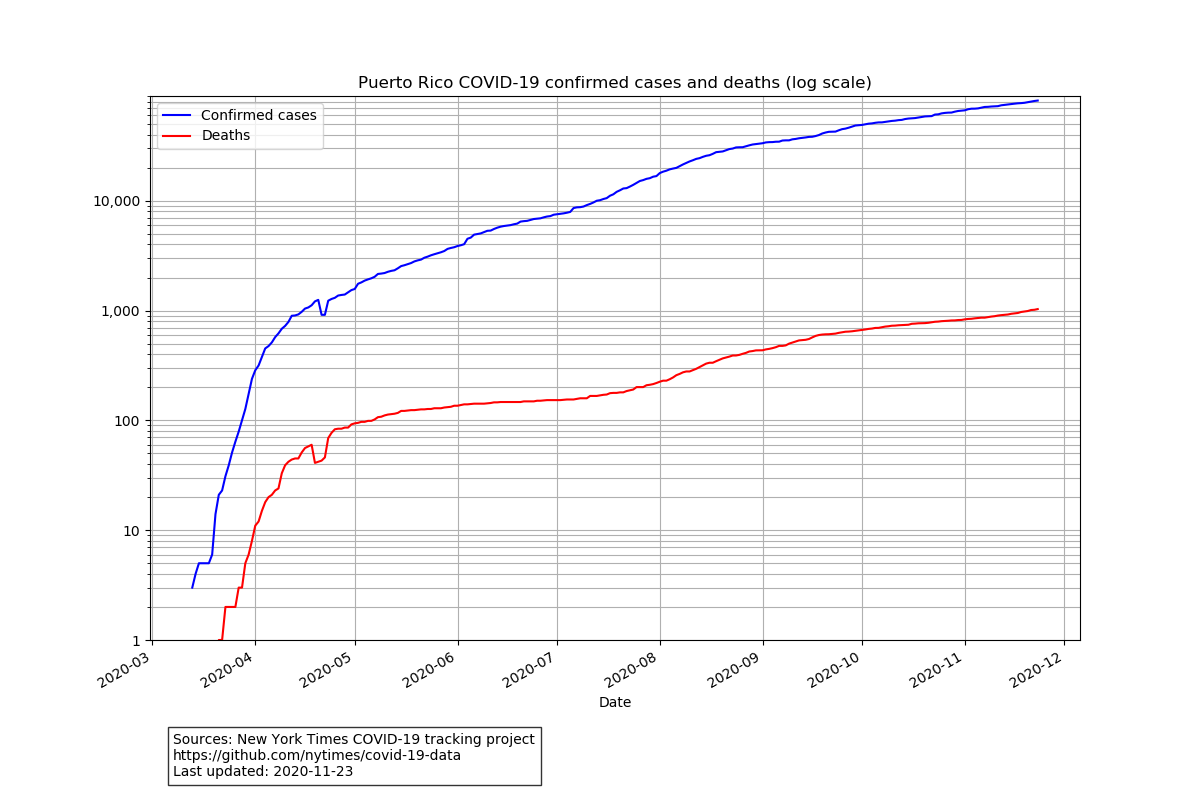 Puerto Rico COVID-19 confirmed cases and deaths (log scale)
Confirmed cases
Deaths
10,000
1,000
100
10
1
2020-03
2020-04
2020-05
2020-06
2020-07
2020-08
2020-09
2020-10
2020-11
2020-12
Date
Sources: New York Times COVID-19 tracking project
https://github.com/nytimes/covid-19-data
Last updated: 2020-11-23